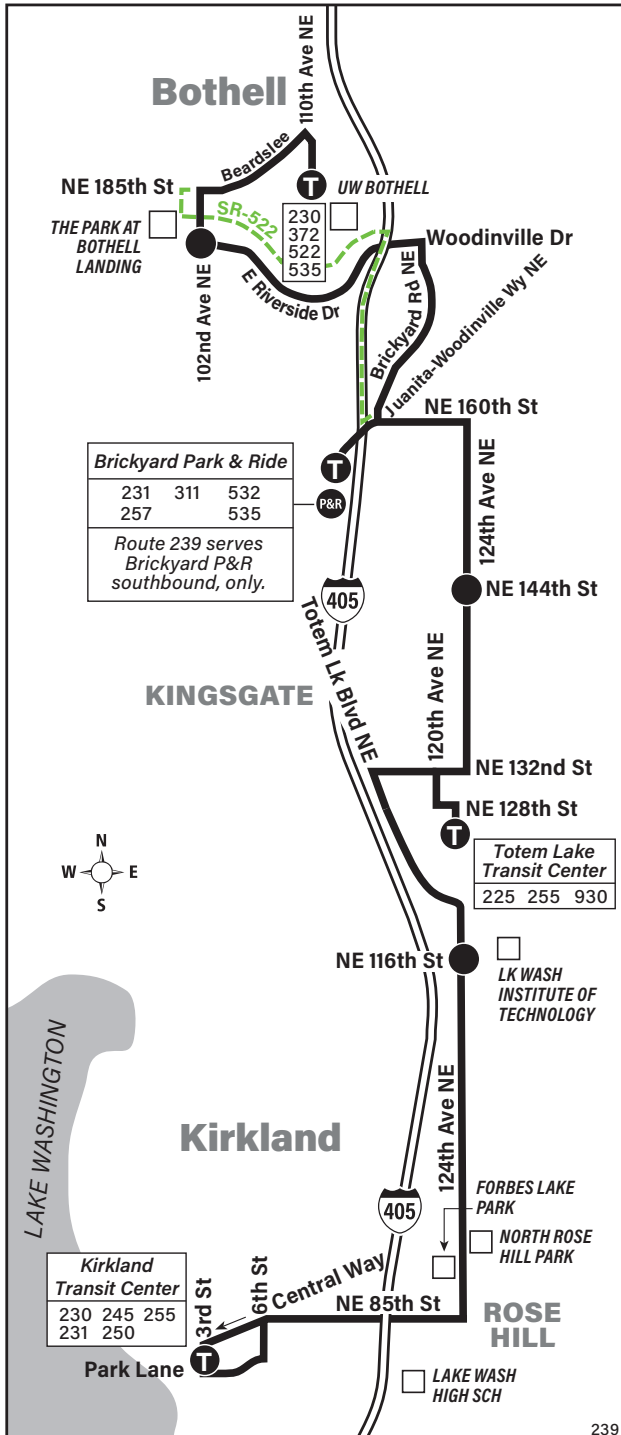 Bothell
110th Ave NE
Beardslee
NE 185th St
T
UW BOTHELL
SR-522
THE PARK AT
BOTHELL
LANDING
230
372
522
535
Woodinville Dr
E Riverside Dr
102nd Ave NE
Brickyard Rd NE
Juanita-Woodinville Wy NE
NE 160th St
T
P&R
Brickyard Park & Ride
231 311 532
257 535
Route 239 serves
Brickyard P&R
southbound, only.
124th Ave NE
405
NE 144th St
Totem Lk Blvd NE
KINGSGATE
120th Ave NE
NE 132nd St
NE 128th St
T
N
W E
S
Totem Lake
Transit Center
225 255 930
NE 116th St
LK WASH
INSTITUTE OF
TECHNOLOGY
LAKE WASHINGTON
Kirkland
124th Ave NE
405
FORBES LAKE
PARK
NORTH ROSE
HILL PARK
Kirkland
Transit Center
230 245 255
231 250
3rd St
6th St
Central Way
NE 85th St
ROSE
HILL
Park Lane
T
LAKE WASH
HIGH SCH
239